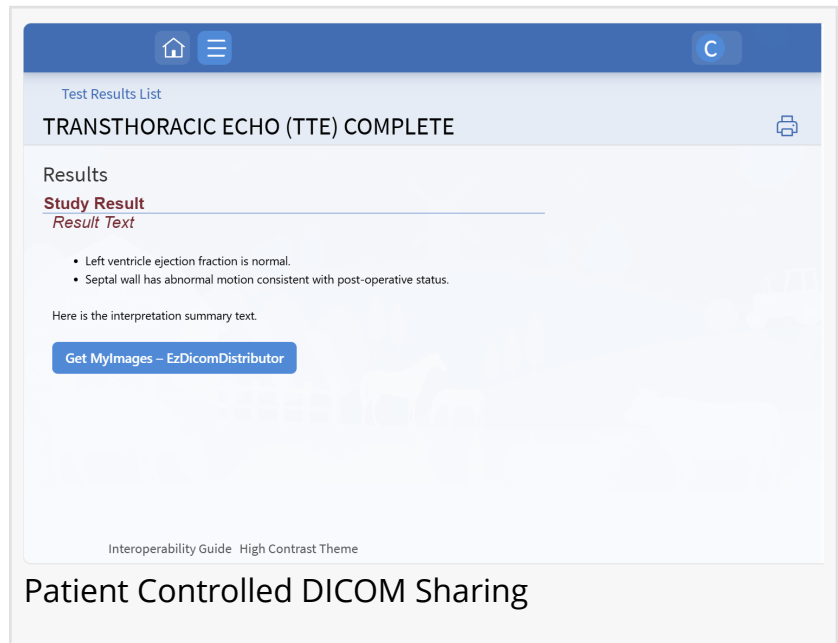 C
Test Results List
TRANSTHORACIC ECHO (TTE) COMPLETE
Results
Study Result
Result Text
• Left ventricle ejection fraction is normal.
• Septal wall has abnormal motion consistent with post-operative status.
Here is the interpretation summary text.
Get MyImages – EzDicomDistributor
Interoperability Guide High Contrast Theme
Patient Controlled DICOM Sharing